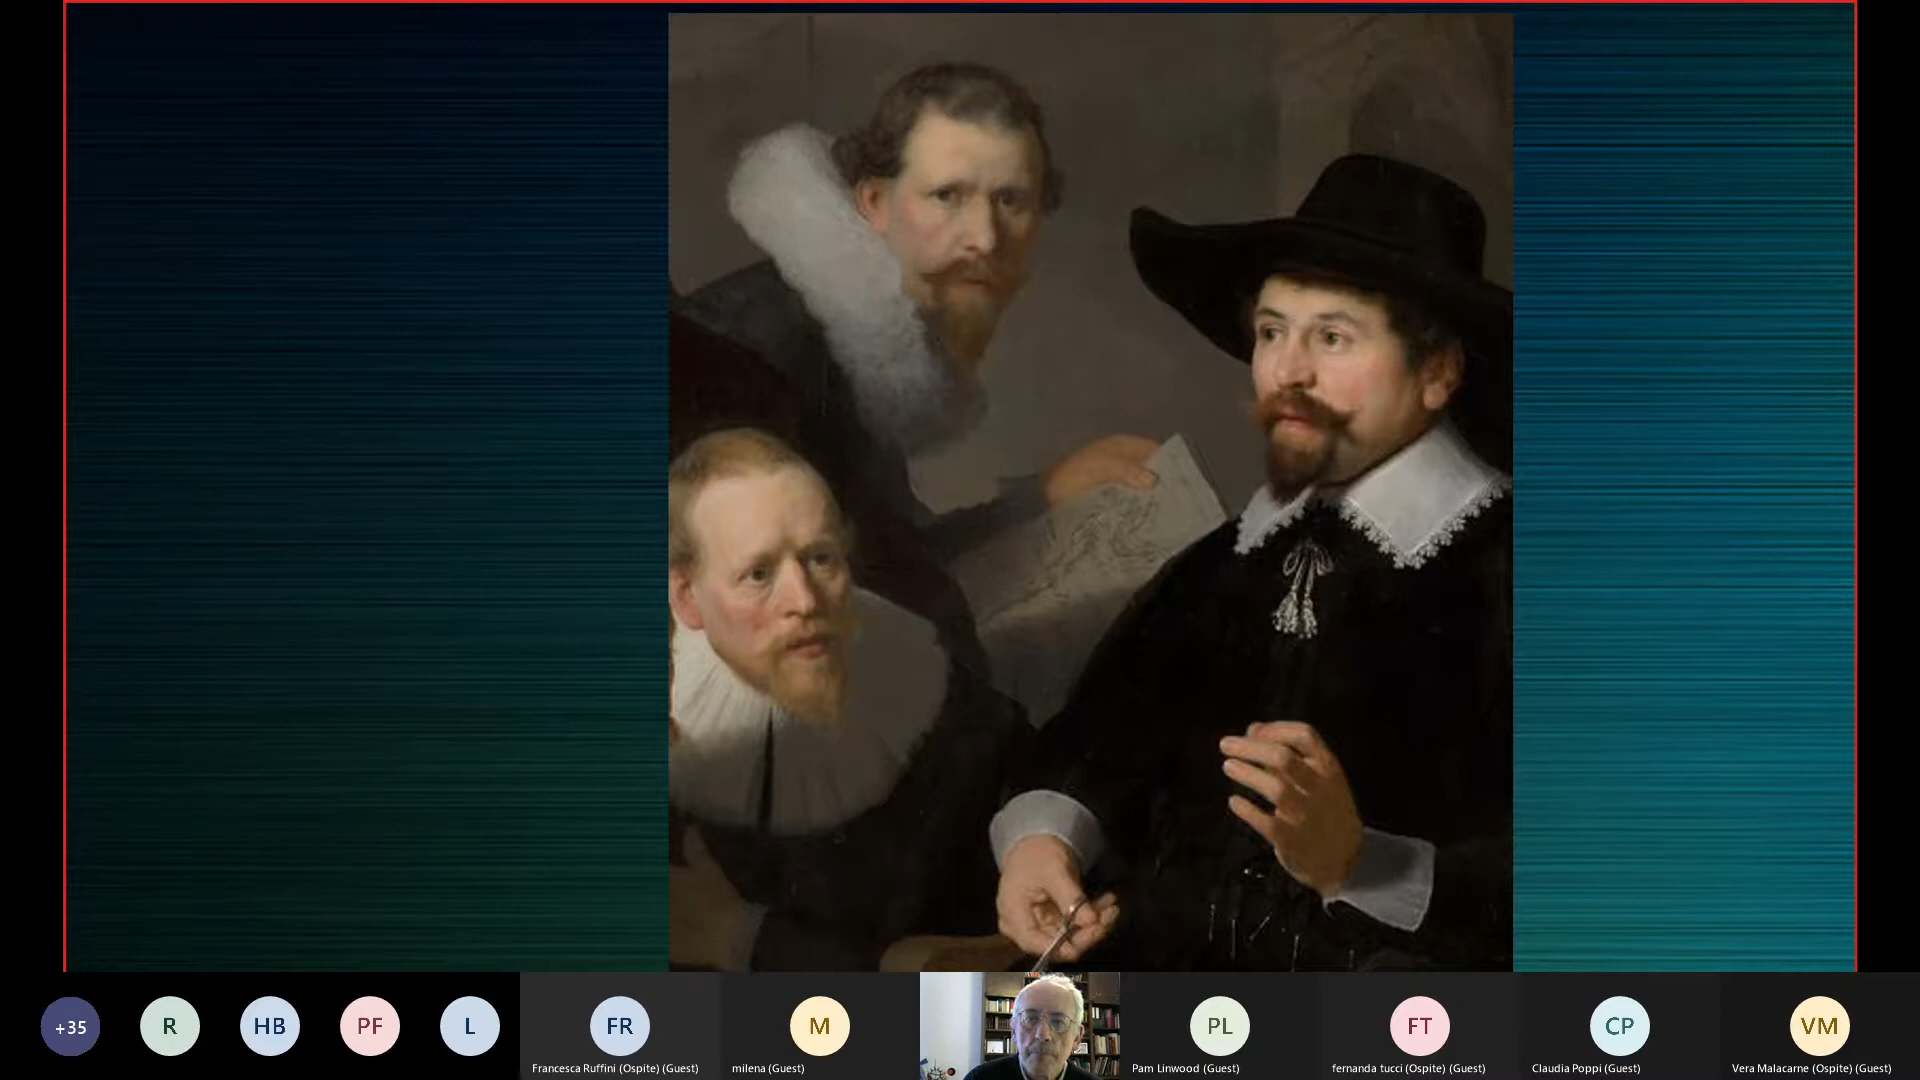 +35
R
HB
PF
L
FR
M
PL
FT
CP
VM
Francesca Ruffini (Ospite) (Guest)
milena (Guest)
Pam Linwood (Guest)
fernanda tucci (Ospite) (Guest)
Claudia Poppi (Guest)
Vera Malacarne (Ospite) (Guest)